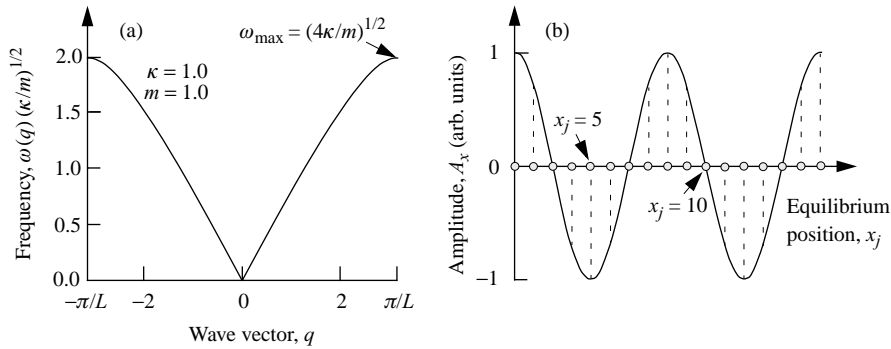 (a)
ω_max = (4κ/m)^1/2
κ = 1.0
m = 1.0
Frequency, ω(q) (κ/m)^1/2
2.0
1.5
1.0
0.5
0.0
−π/L
−2
0
2
π/L
Wave vector, q
(b)
Amplitude, A_x (arb. units)
1
0
−1
x_j = 5
x_j = 10
Equilibrium
position, x_j